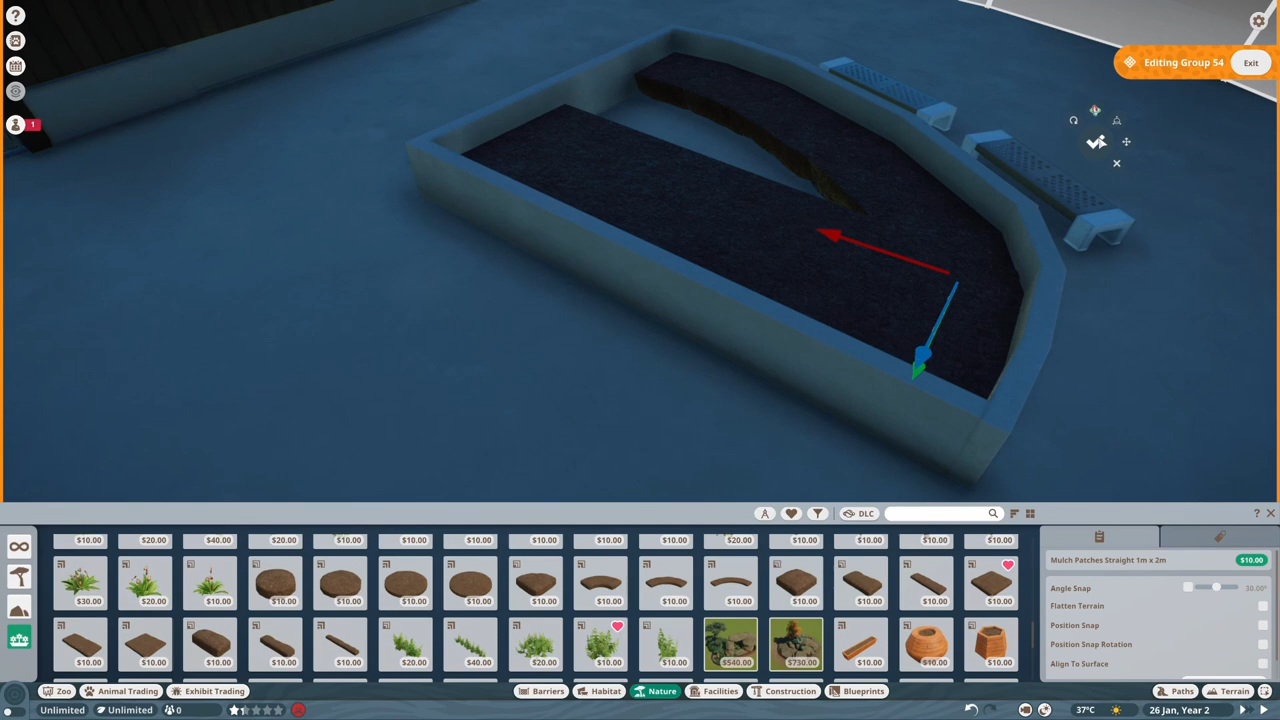 ?
Editing Group 54
Exit
1
DLC
?
$10.00 $20.00 $40.00 $20.00 $10.00 $10.00 $10.00 $10.00 $10.00 $10.00 $20.00 $10.00 $10.00 $10.00 $10.00
$30.00 $20.00 $10.00 $10.00 $10.00 $10.00 $10.00 $10.00 $10.00 $10.00 $10.00 $10.00 $10.00 $10.00 $10.00
$10.00 $10.00 $10.00 $10.00 $10.00 $20.00 $40.00 $20.00 $10.00 $10.00 $540.00 $730.00 $10.00 $10.00 $10.00
Mulch Patches Straight 1m x 2m $10.00
Angle Snap 30.00°
Flatten Terrain
Position Snap
Position Snap Rotation
Align To Surface
Zoo Animal Trading Exhibit Trading Barriers Habitat Nature Facilities Construction Blueprints Paths Terrain
Unlimited Unlimited 0 37°C 26 Jan, Year 2